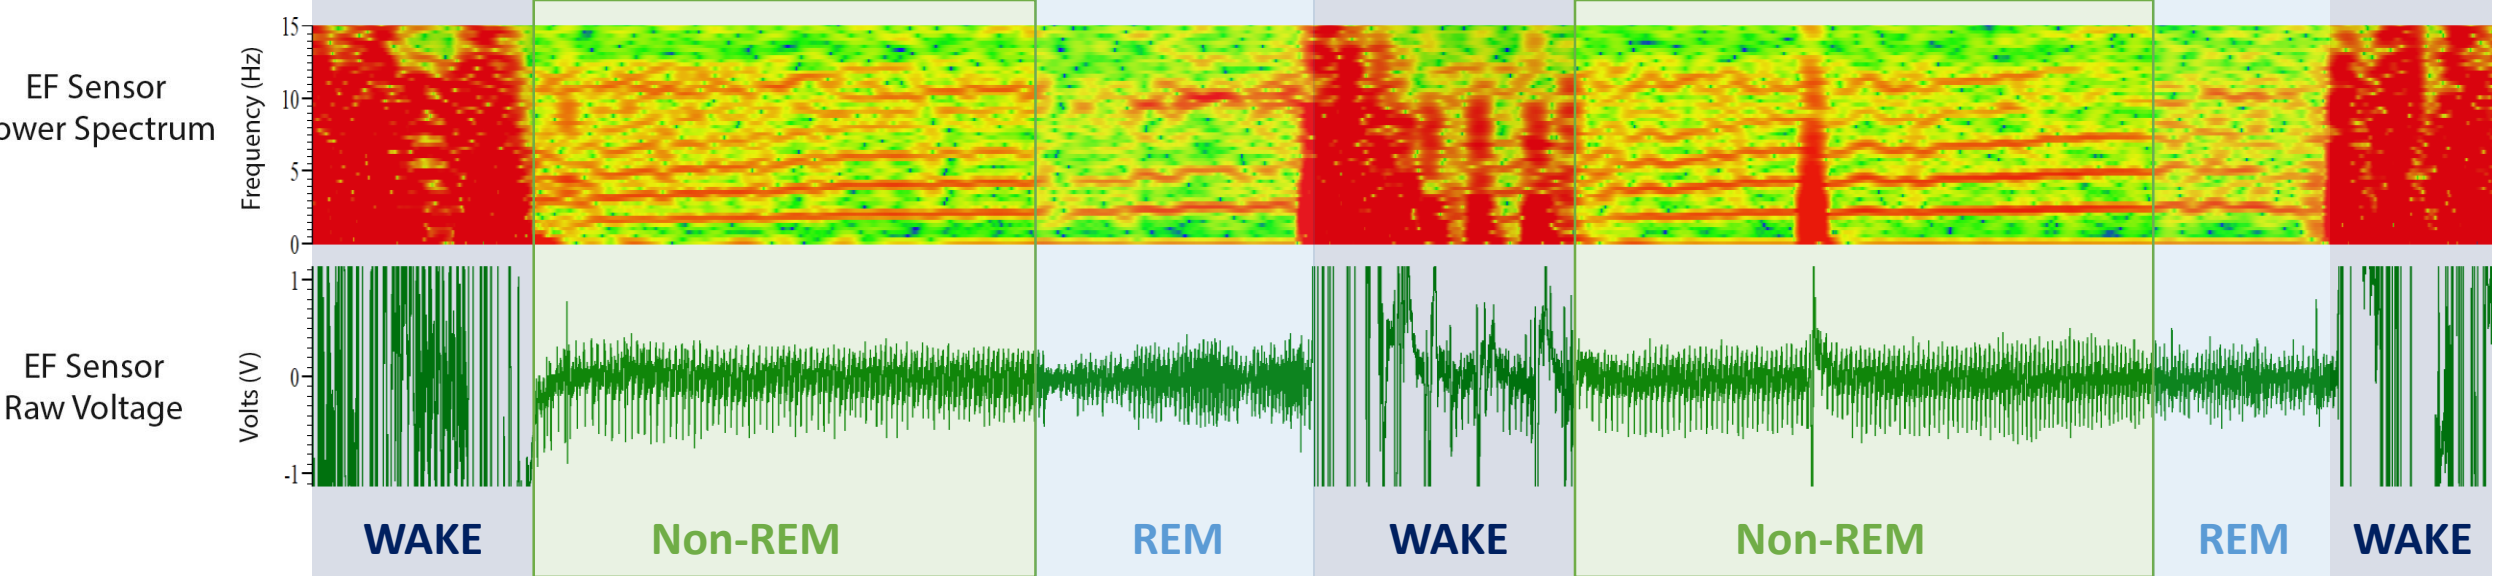 EF Sensor
ower Spectrum
Frequency (Hz)
15
10
5
0
EF Sensor
Raw Voltage
Volts (V)
1
0
-1
WAKE Non-REM REM WAKE Non-REM REM WAKE